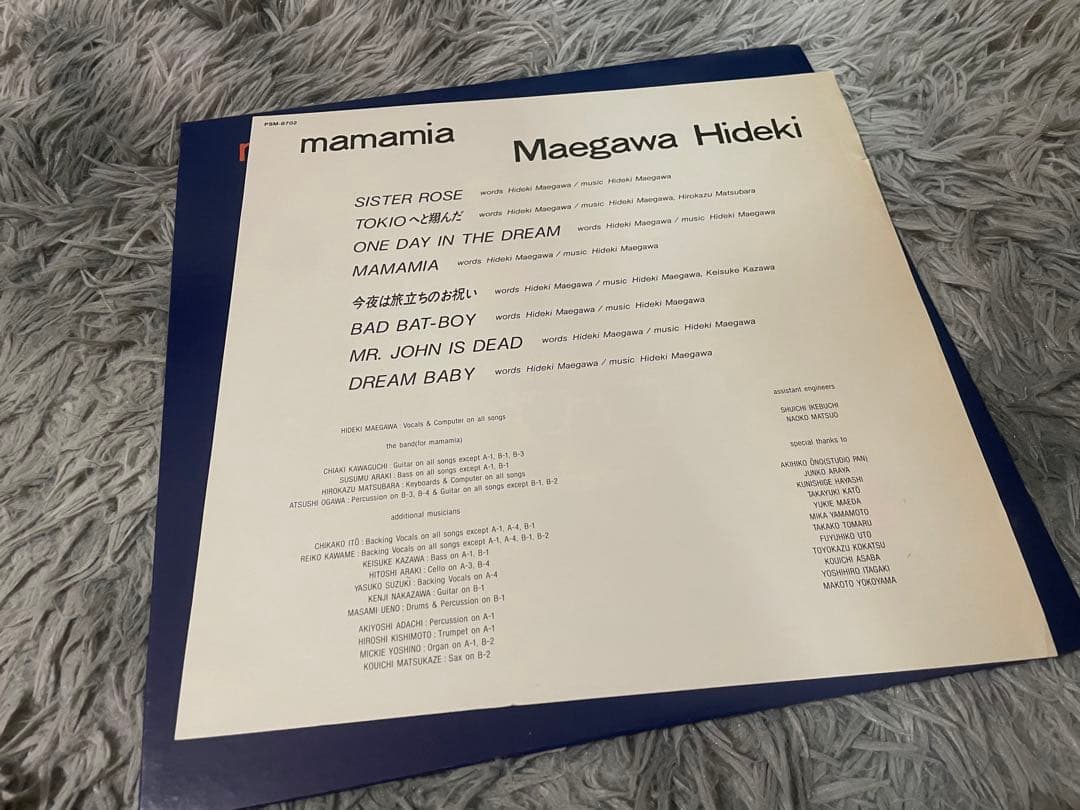 PSM-8702
mamamia
Maegawa Hideki
SISTER ROSE words Hideki Maegawa / music Hideki Maegawa
TOKIOへと翔んだ words Hideki Maegawa / music Hideki Maegawa, Hirokazu Matsubara
ONE DAY IN THE DREAM words Hideki Maegawa / music Hideki Maegawa
MAMAMIA words Hideki Maegawa / music Hideki Maegawa
今夜は旅立ちのお祝い words Hideki Maegawa / music Hideki Maegawa, Keisuke Kazawa
BAD BAT-BOY words Hideki Maegawa / music Hideki Maegawa
MR. JOHN IS DEAD words Hideki Maegawa / music Hideki Maegawa
DREAM BABY words Hideki Maegawa / music Hideki Maegawa
HIDEKI MAEGAWA : Vocals & Computer on all songs
the band(for mamamia)
CHIAKI KAWAGUCHI : Guitar on all songs except A-1, B-1, B-3
SUSUMU ARAKI : Bass on all songs except A-1, B-1
HIROKAZU MATSUBARA : Keyboards & Computer on all songs
ATSUSHI OGAWA : Percussion on B-3, B-4 & Guitar on all songs except B-1, B-2
additional musicians
CHIKAKO ITŌ : Backing Vocals on all songs except A-1, A-4, B-1
REIKO KAWAME : Backing Vocals on all songs except A-1, A-4, B-1, B-2
KEISUKE KAZAWA : Bass on A-1, B-1
HITOSHI ARAKI : Cello on A-3, B-4
YASUKO SUZUKI : Backing Vocals on A-4
KENJI NAKAZAWA : Guitar on B-1
MASAMI UENO : Drums & Percussion on B-1
AKIYOSHI ADACHI : Percussion on A-1
HIROSHI KISHIMOTO : Trumpet on A-1
MICKIE YOSHINO : Organ on A-1, B-2
KOUICHI MATSUKAZE : Sax on B-2
assistant engineers
SHUICHI IKEBUCHI
NAOKO MATSUO
special thanks to
AKIHIKO ŌNO(STUDIO PAN)
JUNKO ARAYA
KUNISHIGE HAYASHI
TAKAYUKI KATŌ
YUKIE MAEDA
MIKA YAMAMOTO
TAKAKO TOMARU
FUYUHIKO UTO
TOYOKAZU KOKATSU
KOUICHI ASABA
YOSHIHIRO ITAGAKI
MAKOTO YOKOYAMA